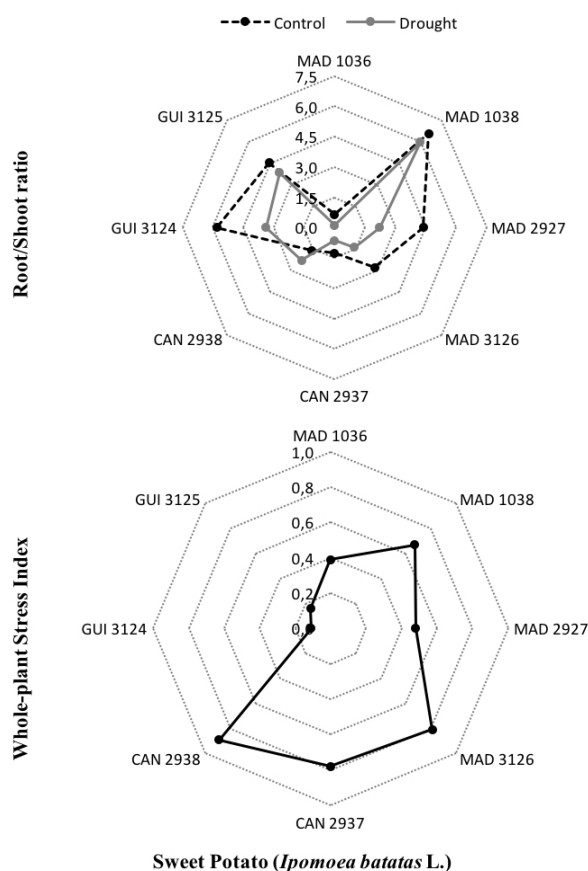 Control Drought
MAD 1036
7,5
6,0
4,5
3,0
1,5
0,0
MAD 1038
MAD 2927
MAD 3126
CAN 2937
CAN 2938
GUI 3124
GUI 3125
Root/Shoot ratio
MAD 1036
1,0
0,8
0,6
0,4
0,2
MAD 1038
MAD 2927
MAD 3126
CAN 2937
CAN 2938
GUI 3124
GUI 3125
Whole-plant Stress Index
Sweet Potato (Ipomoea batatas L.)